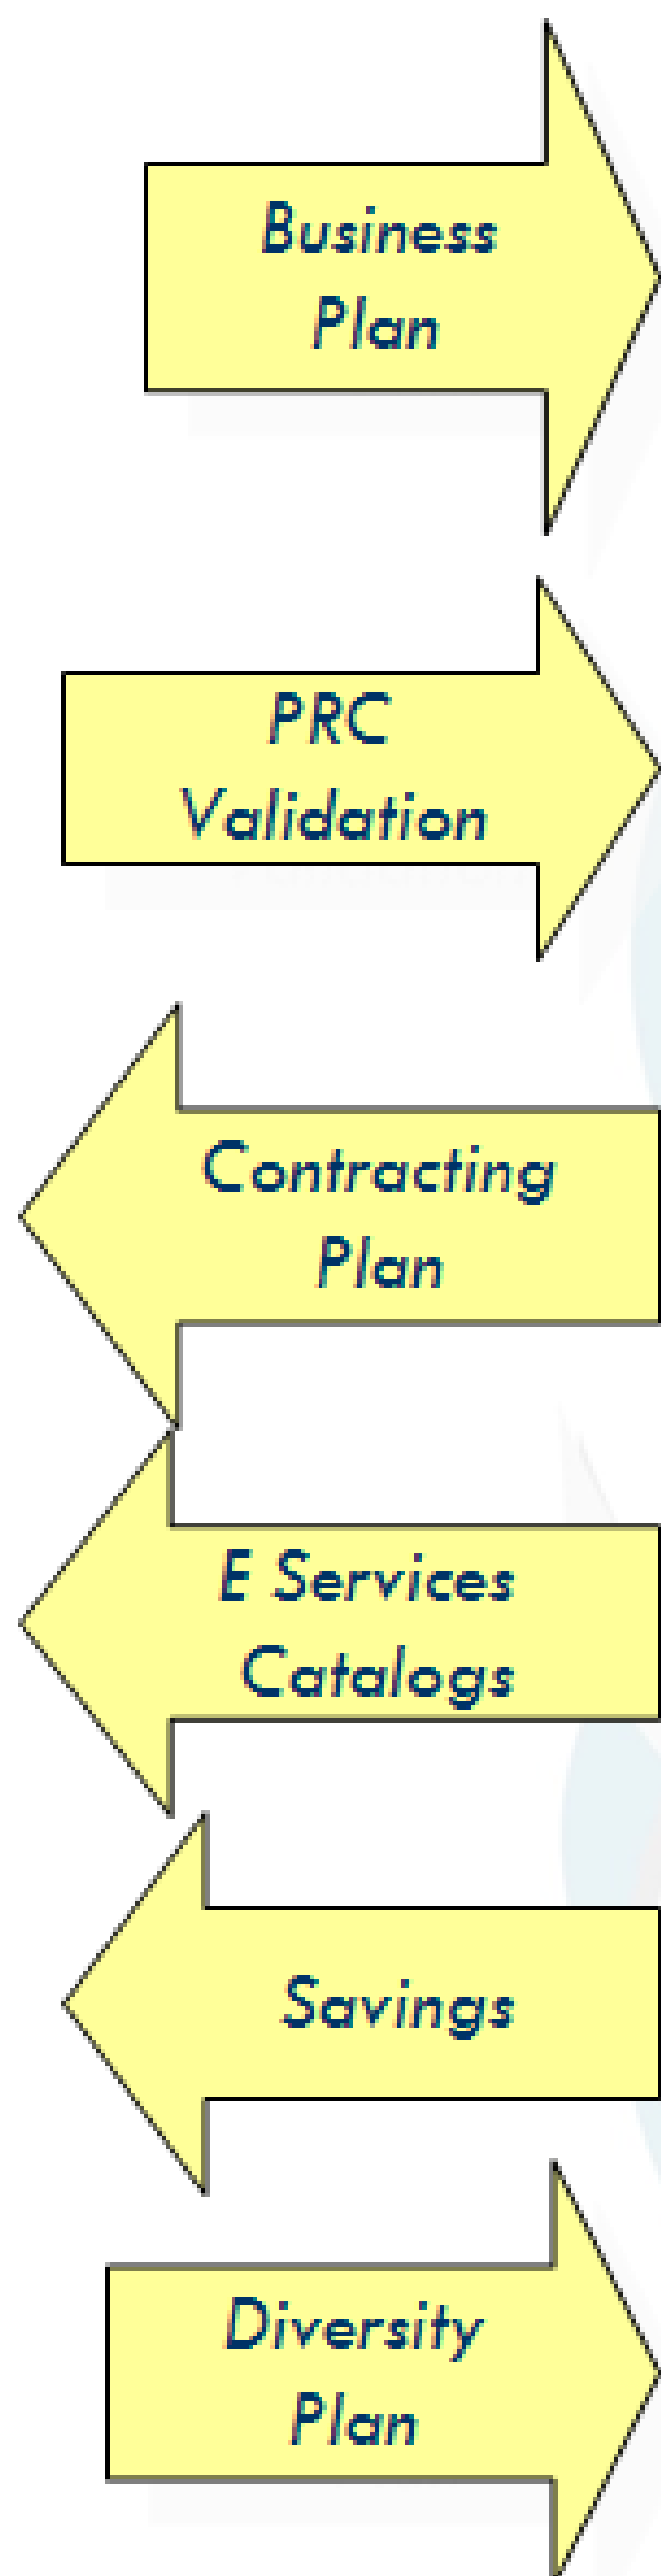 Business
Plan
PRC
Validation
Contracting
Plan
E Services
Catalogs
Savings
Diversity
Plan